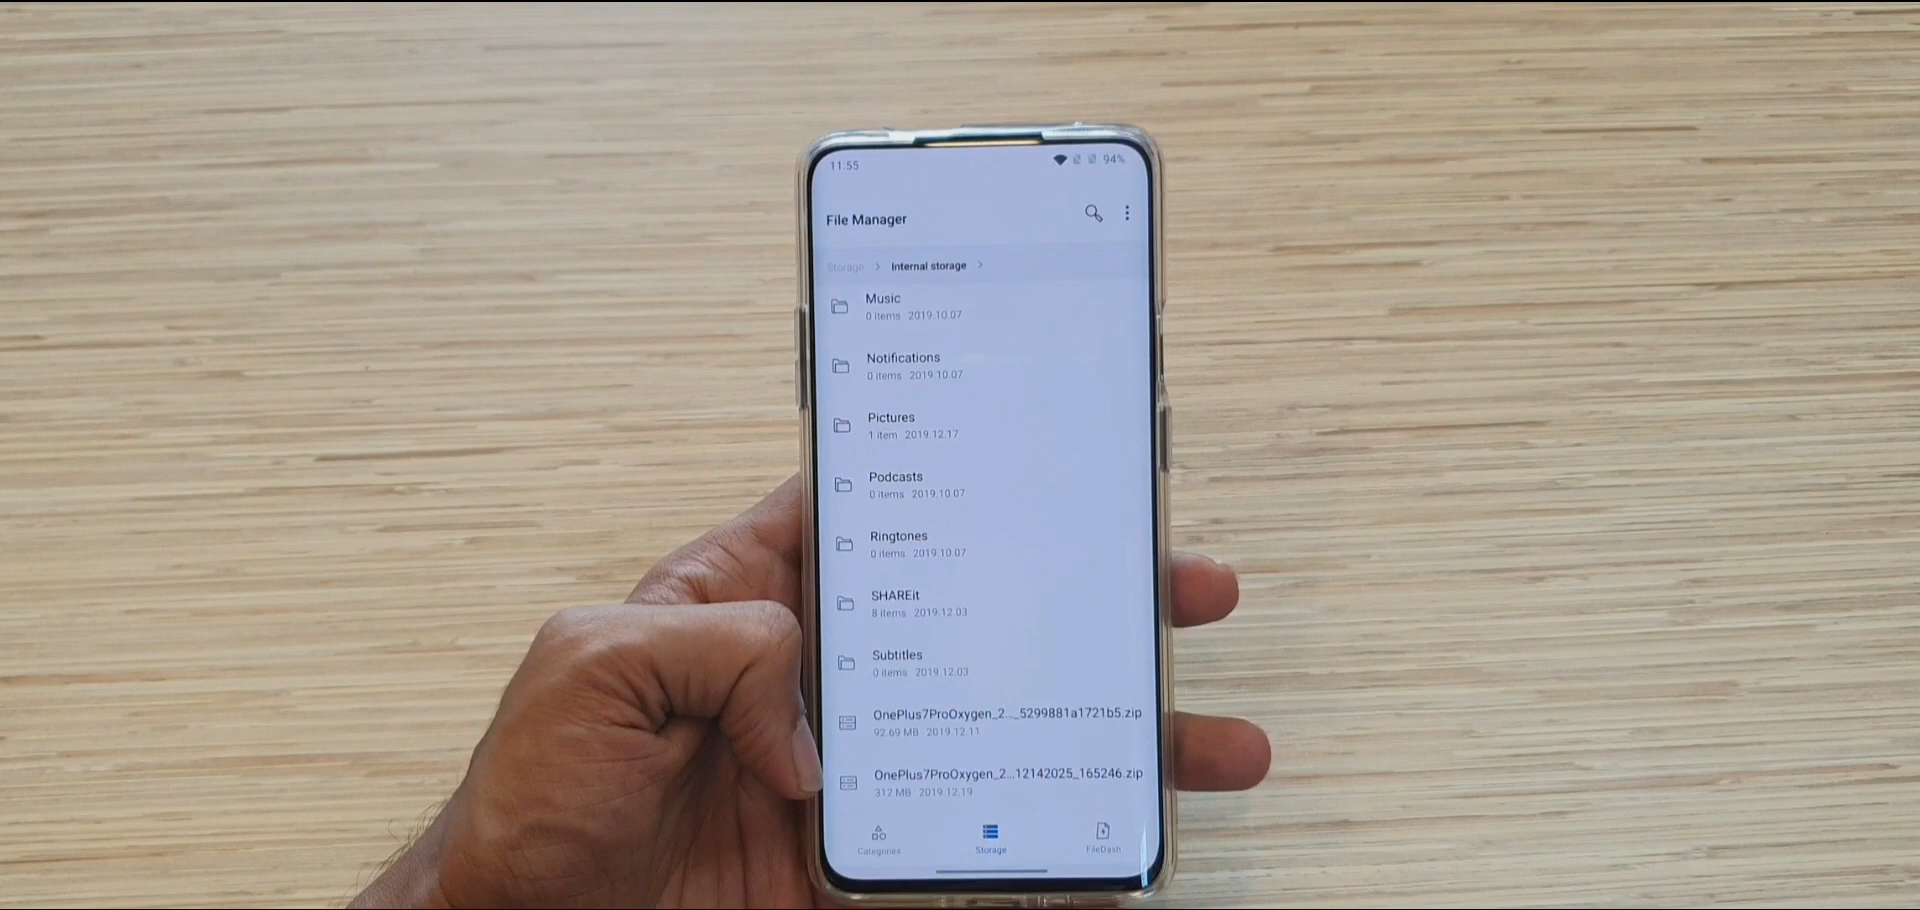 11:55 94%
File Manager
Storage > Internal storage >
Music
0 items 2019.10.07
Notifications
0 items 2019.10.07
Pictures
1 item 2019.12.17
Podcasts
0 items 2019.10.07
Ringtones
0 items 2019.10.07
SHAREit
8 items 2019.12.03
Subtitles
0 items 2019.12.03
OnePlus7ProOxygen_2..._5299881a1721b5.zip
92.69 MB 2019.12.11
OnePlus7ProOxygen_2...12142025_165246.zip
312 MB 2019.12.19
Categories Storage FileDash